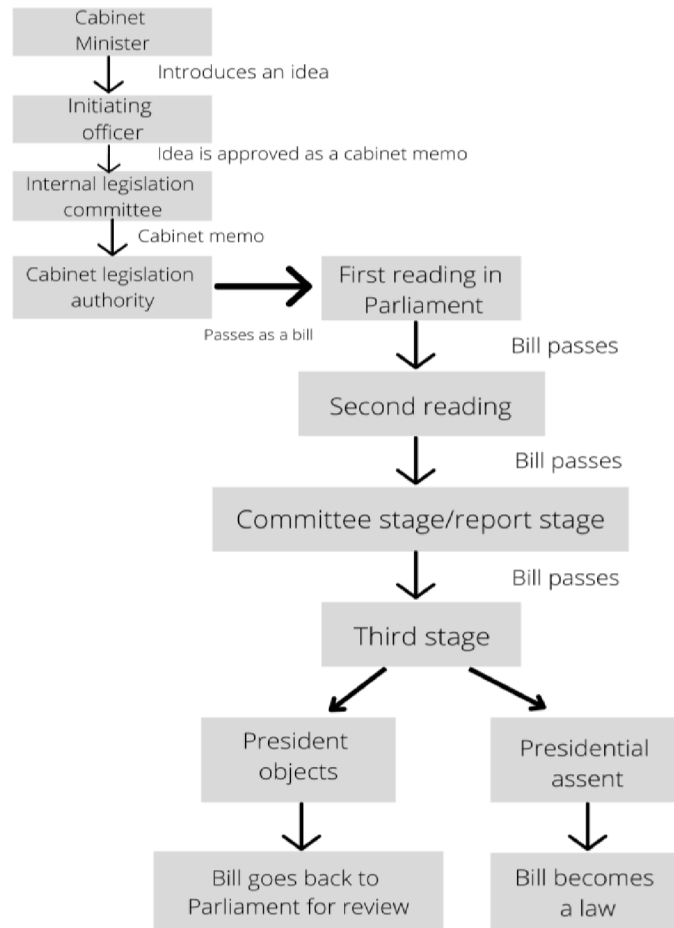 Cabinet
Minister
Introduces an idea
Initiating
officer
Idea is approved as a cabinet memo
Internal legislation
committee
Cabinet memo
Cabinet legislation
authority
Passes as a bill
First reading in
Parliament
Bill passes
Second reading
Bill passes
Committee stage/report stage
Bill passes
Third stage
President
objects
Presidential
assent
Bill goes back to
Parliament for review
Bill becomes
a law